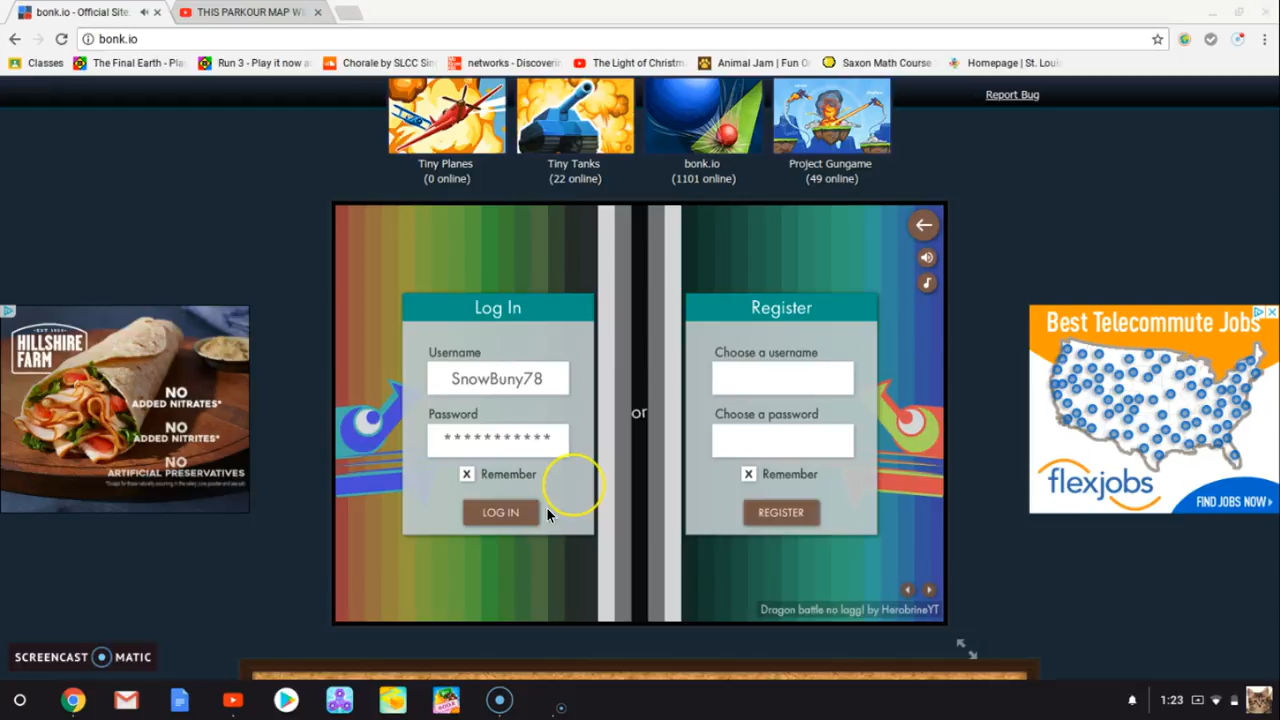 bonk.io - Official Site
THIS PARKOUR MAP WI
bonk.io
Classes
The Final Earth - Pla
Run 3 - Play it now a
Chorale by SLCC Sin
networks - Discoveri
The Light of Christm
Animal Jam | Fun O
Saxon Math Course
Homepage | St. Loui
Report Bug
Tiny Planes
(0 online)
Tiny Tanks
(22 online)
bonk.io
(1101 online)
Project Gungame
(49 online)
Log In
Username
SnowBuny78
Password
***********
X Remember
LOG IN
or
Register
Choose a username
Choose a password
X Remember
REGISTER
Dragon battle no lagg! by HerobrineYT
HILLSHIRE
FARM
NO
ADDED NITRATES*
NO
ADDED NITRITES*
NO
ARTIFICIAL PRESERVATIVES
Best Telecommute Jobs
flexjobs
FIND JOBS NOW ›
SCREENCAST MATIC
1:23